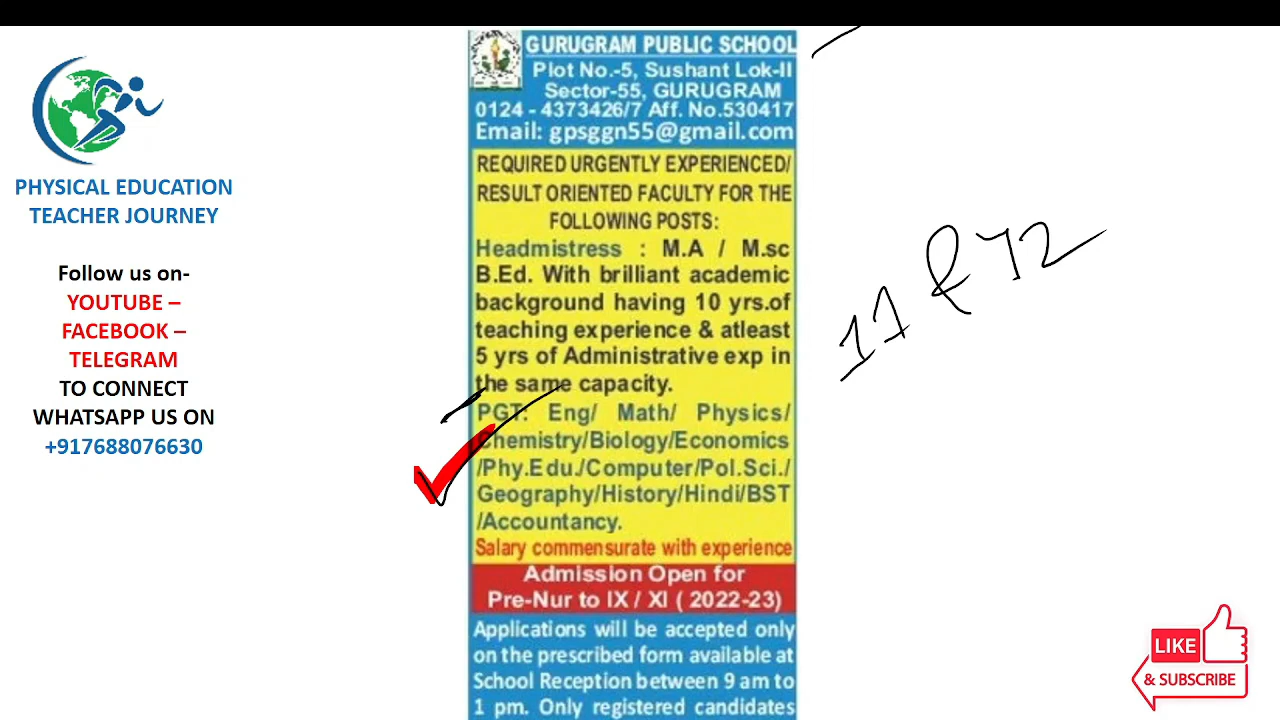 PHYSICAL EDUCATION
TEACHER JOURNEY
Follow us on-
YOUTUBE –
FACEBOOK –
TELEGRAM
TO CONNECT
WHATSAPP US ON
+917688076630
GURUGRAM PUBLIC SCHOOL
Plot No.-5, Sushant Lok-II
Sector-55, GURUGRAM
0124 - 4373426/7 Aff. No.530417
Email: gpsggn55@gmail.com
REQUIRED URGENTLY EXPERIENCED/
RESULT ORIENTED FACULTY FOR THE
FOLLOWING POSTS:
Headmistress : M.A / M.sc
B.Ed. With brilliant academic
background having 10 yrs.of
teaching experience & atleast
5 yrs of Administrative exp in
the same capacity.
PGT: Eng/ Math/ Physics/
Chemistry/Biology/Economics
/Phy.Edu./Computer/Pol.Sci./
Geography/History/Hindi/BST
/Accountancy.
Salary commensurate with experience
Admission Open for
Pre-Nur to IX / XI ( 2022-23)
Applications will be accepted only
on the prescribed form available at
School Reception between 9 am to
1 pm. Only registered candidates
11 & 12
LIKE
& SUBSCRIBE